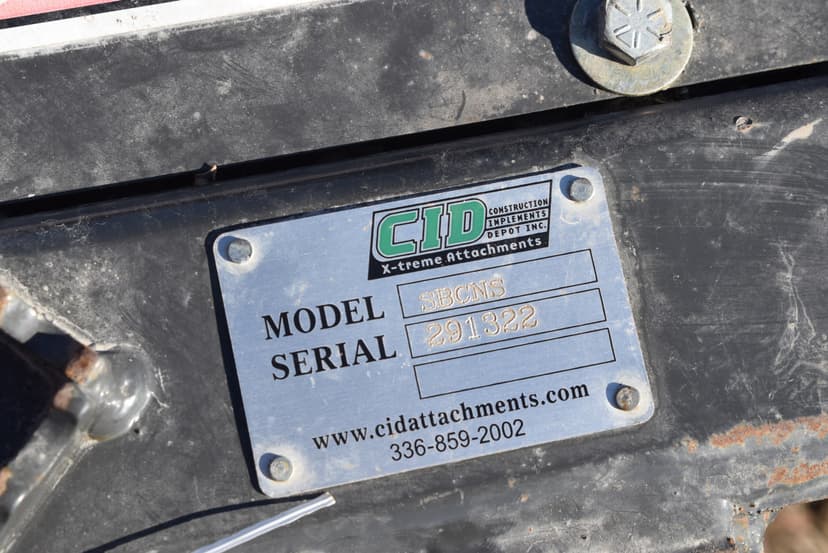 CID CONSTRUCTION
IMPLEMENTS
DEPOT INC.
X-treme Attachments
MODEL SBCNS
SERIAL 291322
www.cidattachments.com
336-859-2002